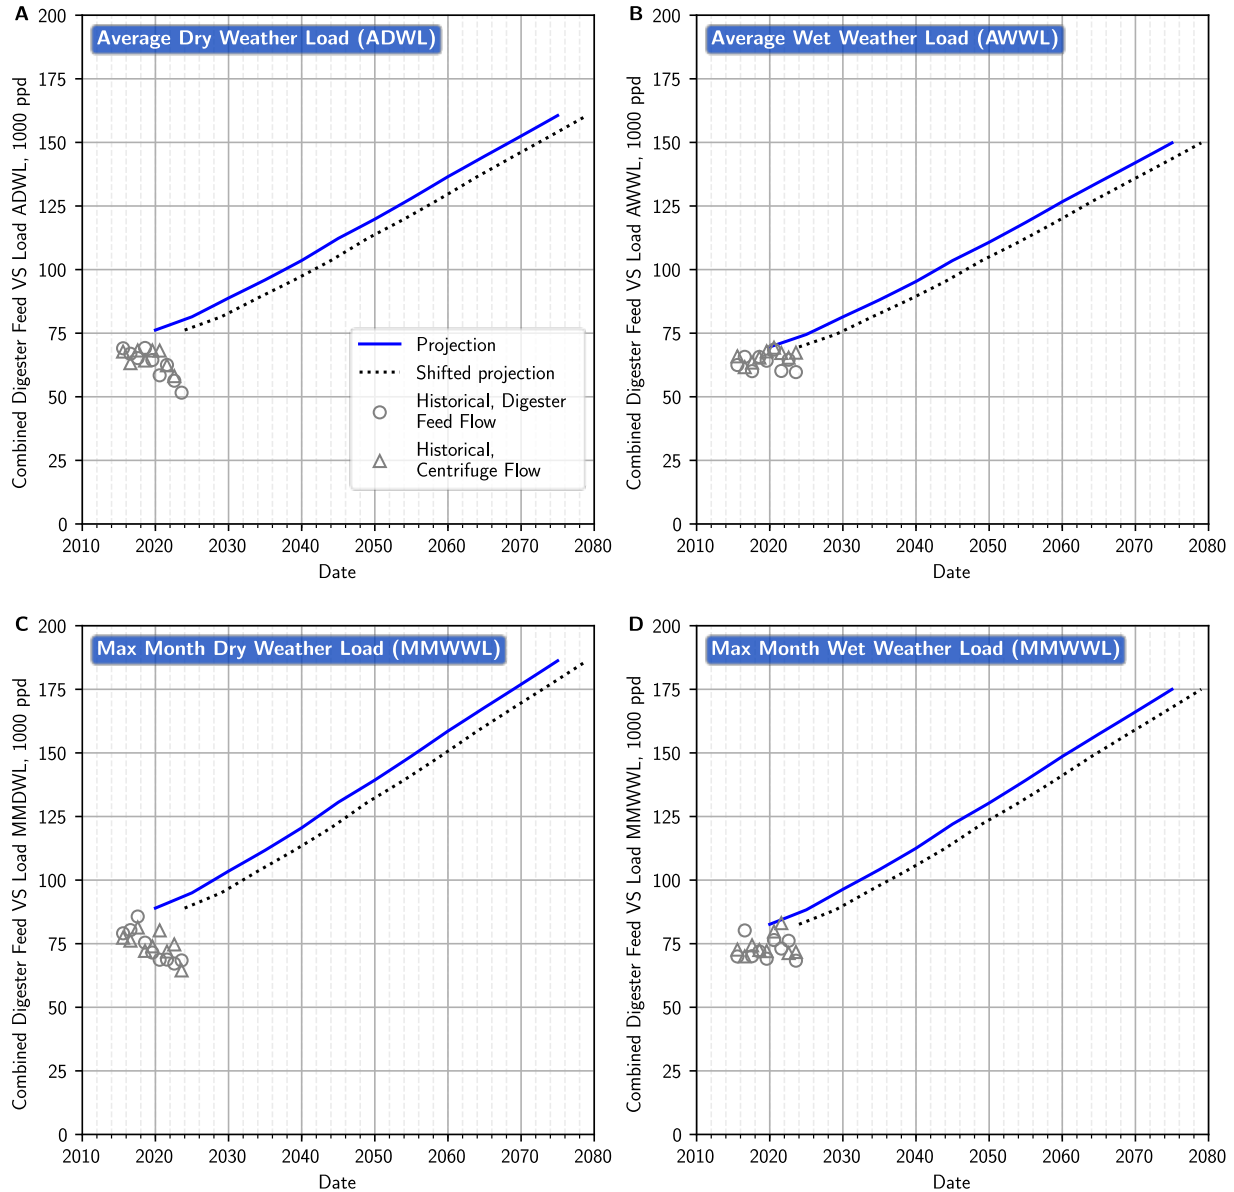 A
Average Dry Weather Load (ADWL)
Combined Digester Feed VS Load ADWL, 1000 ppd
200
175
150
125
100
75
50
25
0
2010 2020 2030 2040 2050 2060 2070 2080
Date
Projection
Shifted projection
Historical, Digester
Feed Flow
Historical,
Centrifuge Flow
B
Average Wet Weather Load (AWWL)
Combined Digester Feed VS Load AWWL, 1000 ppd
200
175
150
125
100
75
50
25
0
2010 2020 2030 2040 2050 2060 2070 2080
Date
C
Max Month Dry Weather Load (MMWWL)
Combined Digester Feed VS Load MMDWL, 1000 ppd
200
175
150
125
100
75
50
25
0
2010 2020 2030 2040 2050 2060 2070 2080
Date
D
Max Month Wet Weather Load (MMWWL)
Combined Digester Feed VS Load MMWWL, 1000 ppd
200
175
150
125
100
75
50
25
0
2010 2020 2030 2040 2050 2060 2070 2080
Date